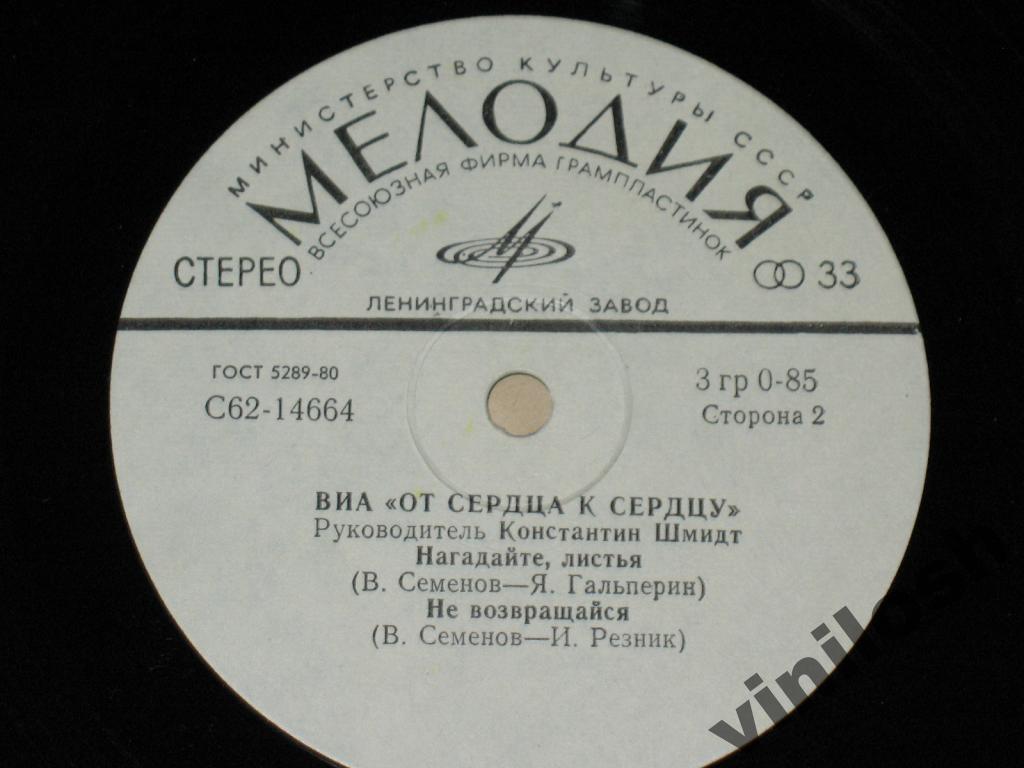 МИНИСТЕРСТВО КУЛЬТУРЫ СССР
МЕЛОДИЯ
ВСЕСОЮЗНАЯ ФИРМА ГРАМПЛАСТИНОК
СТЕРЕО
33
ЛЕНИНГРАДСКИЙ ЗАВОД
ГОСТ 5289-80
3 гр 0-85
С62-14664
Сторона 2
ВИА «ОТ СЕРДЦА К СЕРДЦУ»
Руководитель Константин Шмидт
Нагадайте, листья
(В. Семенов—Я. Гальперин)
Не возвращайся
(В. Семенов—И. Резник)